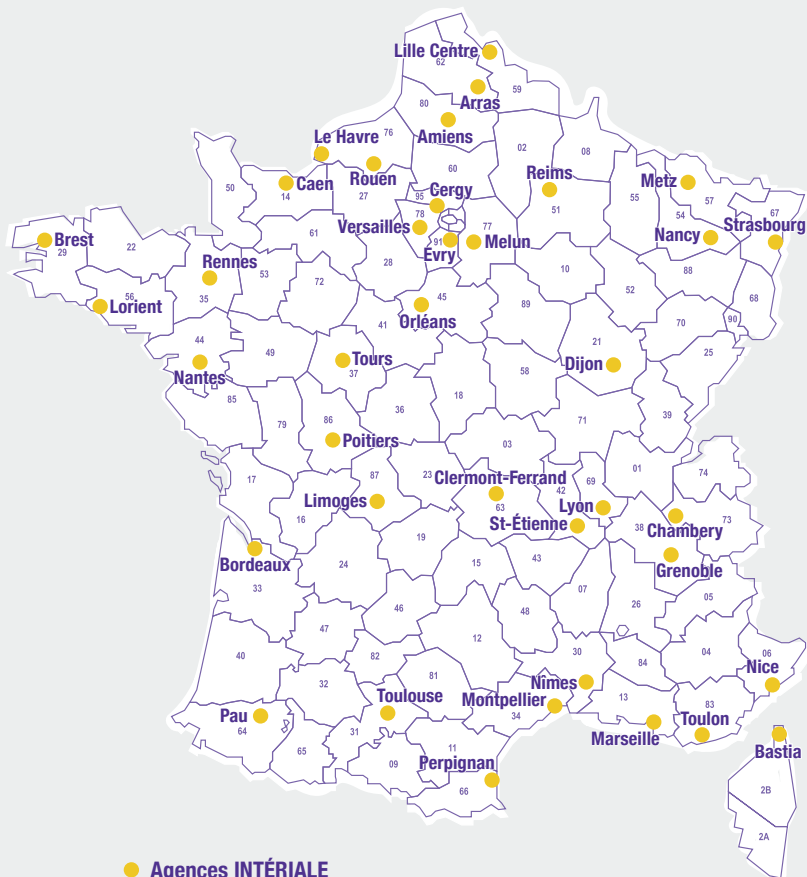 Lille Centre
62
59
Arras
80
Amiens
76
Le Havre
02
08
Rouen
60
Reims
Metz
50
Caen
14
27
95
Cergy
55
57
51
54
67
78
Versailles
77
Nancy
Strasbourg
Brest
29
22
61
91
Evry
Melun
Rennes
53
28
10
88
35
72
52
68
56
Lorient
45
Orléans
89
70
90
44
41
21
25
49
Tours
37
Dijon
Nantes
58
85
36
18
39
79
86
71
Poitiers
03
01
17
87
23
Clermont-Ferrand
69
74
42
Limoges
63
Lyon
16
St-Étienne
38
Chambery
73
19
Bordeaux
24
15
43
Grenoble
33
07
05
46
48
26
47
12
40
82
30
84
04
06
32
81
Nîmes
Nice
Toulouse
Montpellier
13
83
Pau
34
64
31
Marseille
Toulon
65
09
11
Perpignan
Bastia
66
2B
2A
Agences INTÉRIALE